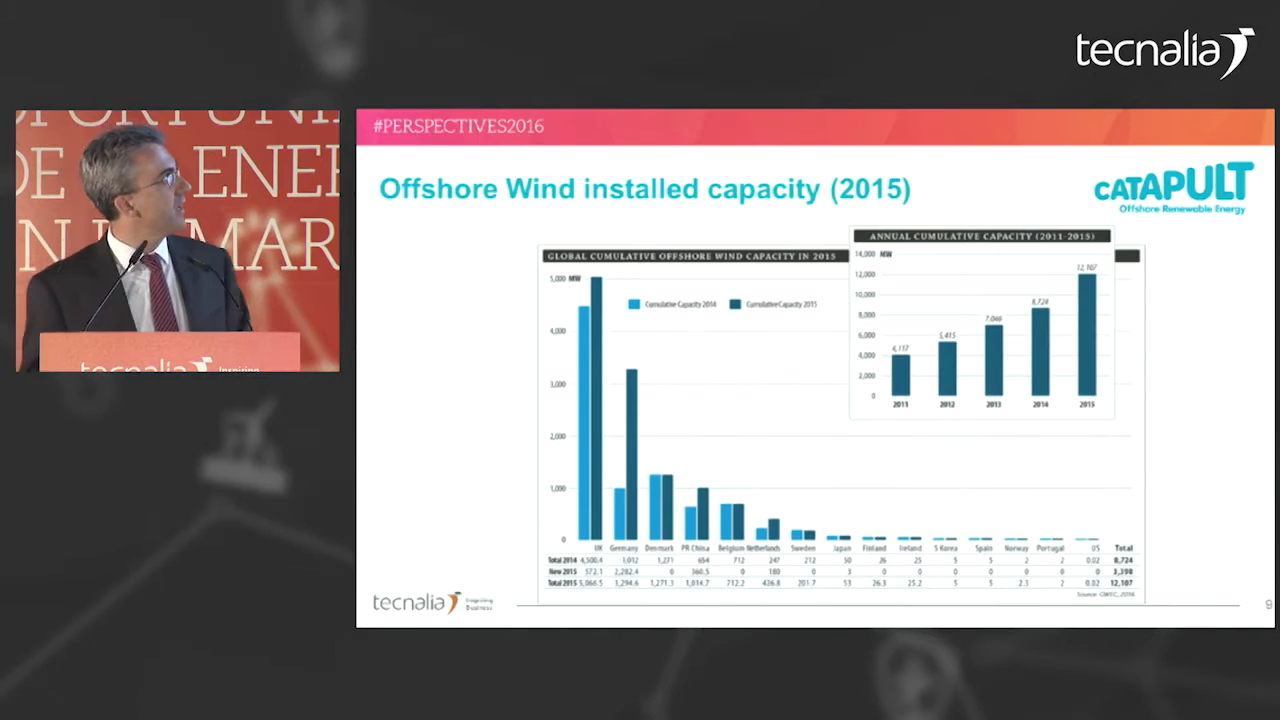 tecnalia
#PERSPECTIVES2016
DE ENE
MAR
tecnalia Inspiring
Offshore Wind installed capacity (2015)
CATAPULT
Offshore Renewable Energy
GLOBAL CUMULATIVE OFFSHORE WIND CAPACITY IN 2015
5,000 MW
4,000
3,000
2,000
1,000
0
Cumulative Capacity 2014 Cumulative Capacity 2015
ANNUAL CUMULATIVE CAPACITY (2011-2015)
14,000 MW
12,000
10,000
8,000
6,000
4,000
2,000
0
4,117 5,415 7,046 8,724 12,107
2011 2012 2013 2014 2015
UK Germany Denmark PR China Belgium Netherlands Sweden Japan Finland Ireland S Korea Spain Norway Portugal US Total
Total 2014 4,500.4 1,012 1,271 654 712 247 212 50 26 25 5 5 2 2 0.02 8,724
New 2015 572.1 2,282.4 0 360.5 0 180 0 3 0 0 0 0 0 0 0 3,398
Total 2015 5,066.5 3,294.6 1,271.3 1,014.7 712.2 426.8 201.7 53 26.3 25.2 5 5 2.3 2 0.02 12,107
Source: GWEC, 2016
tecnalia Inspiring
Business
9